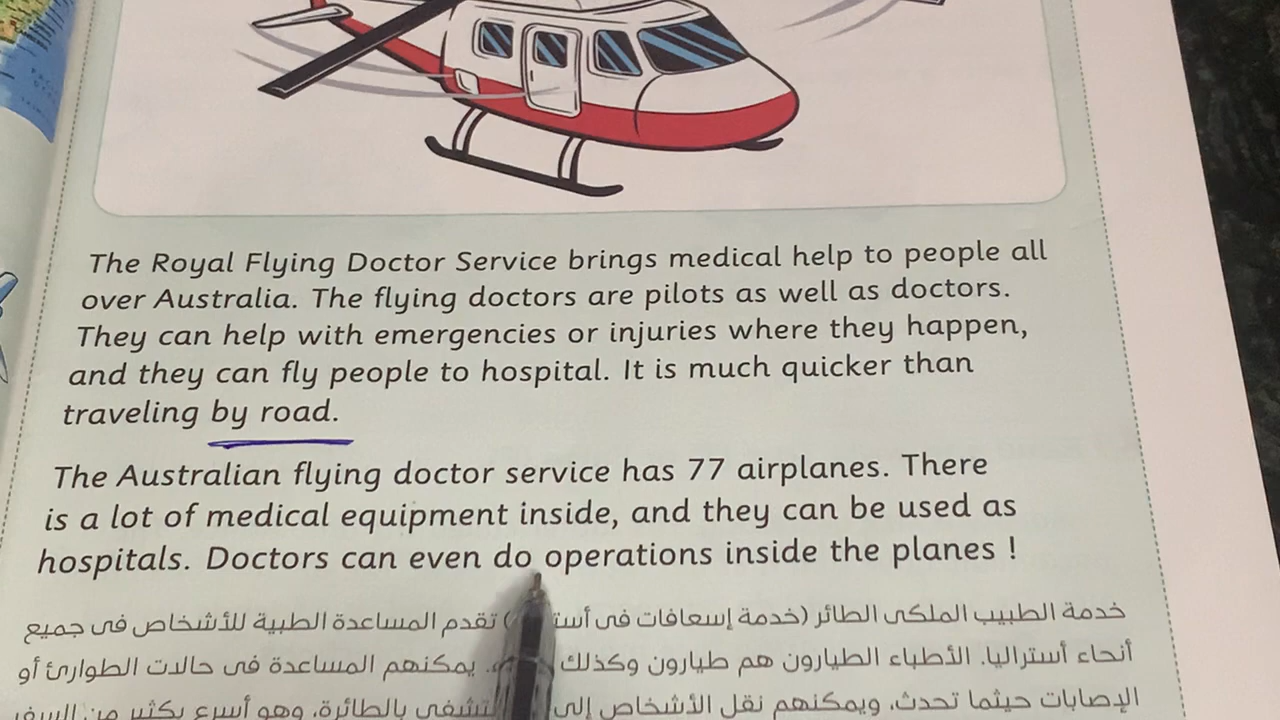 The Royal Flying Doctor Service brings medical help to people all
over Australia. The flying doctors are pilots as well as doctors.
They can help with emergencies or injuries where they happen,
and they can fly people to hospital. It is much quicker than
traveling by road.
The Australian flying doctor service has 77 airplanes. There
is a lot of medical equipment inside, and they can be used as
hospitals. Doctors can even do operations inside the planes !
خدمة الطبيب الملكى الطائر (خدمة إسعافات فى تقدم المساعدة الطبية للأشخاص فى جميع
أنحاء أستراليا. الأطباء الطيارون هم طيارون وكذلك يمكنهم المساعدة فى حالات الطوارئ أو
الإصابات حيثما تحدث، ويمكنهم نقل الأشخاص إلى بالطائرة، وهو أسرع بكثير من السفر